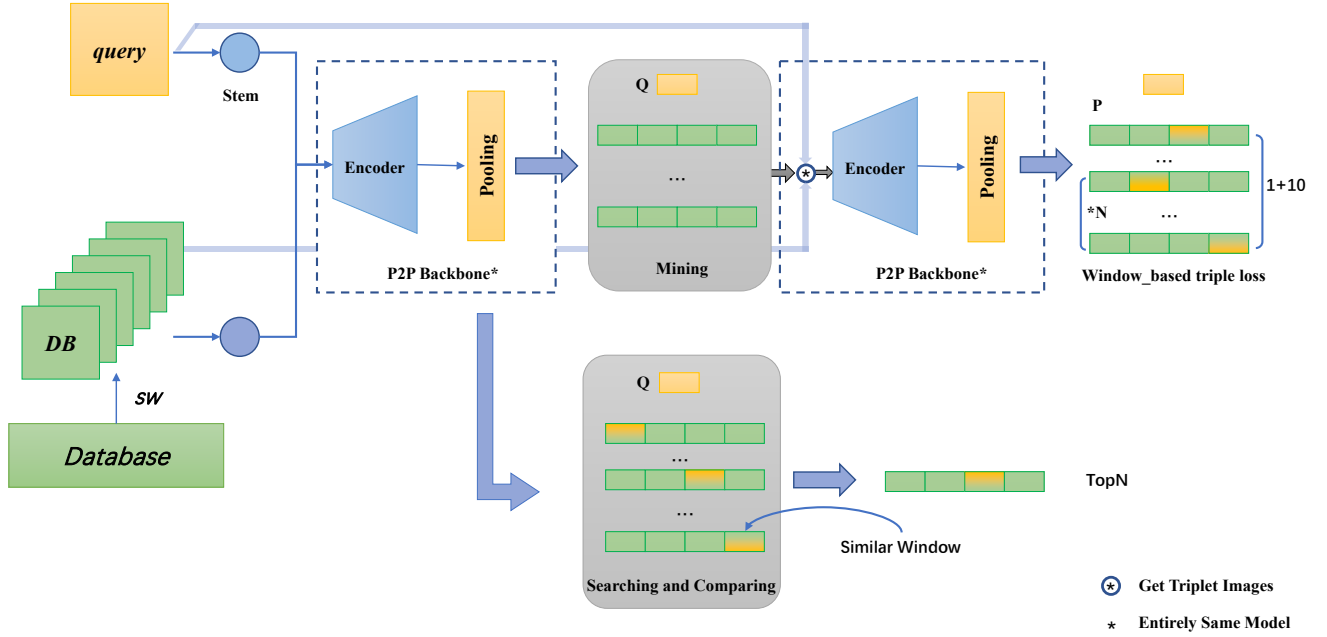 query
Stem
Encoder
Pooling
P2P Backbone*
Q
...
Mining
*
Encoder
Pooling
P2P Backbone*
P
...
*N
...
1+10
Window_based triple loss
DB
SW
Database
Q
...
...
Searching and Comparing
Similar Window
TopN
* Get Triplet Images
* Entirely Same Model